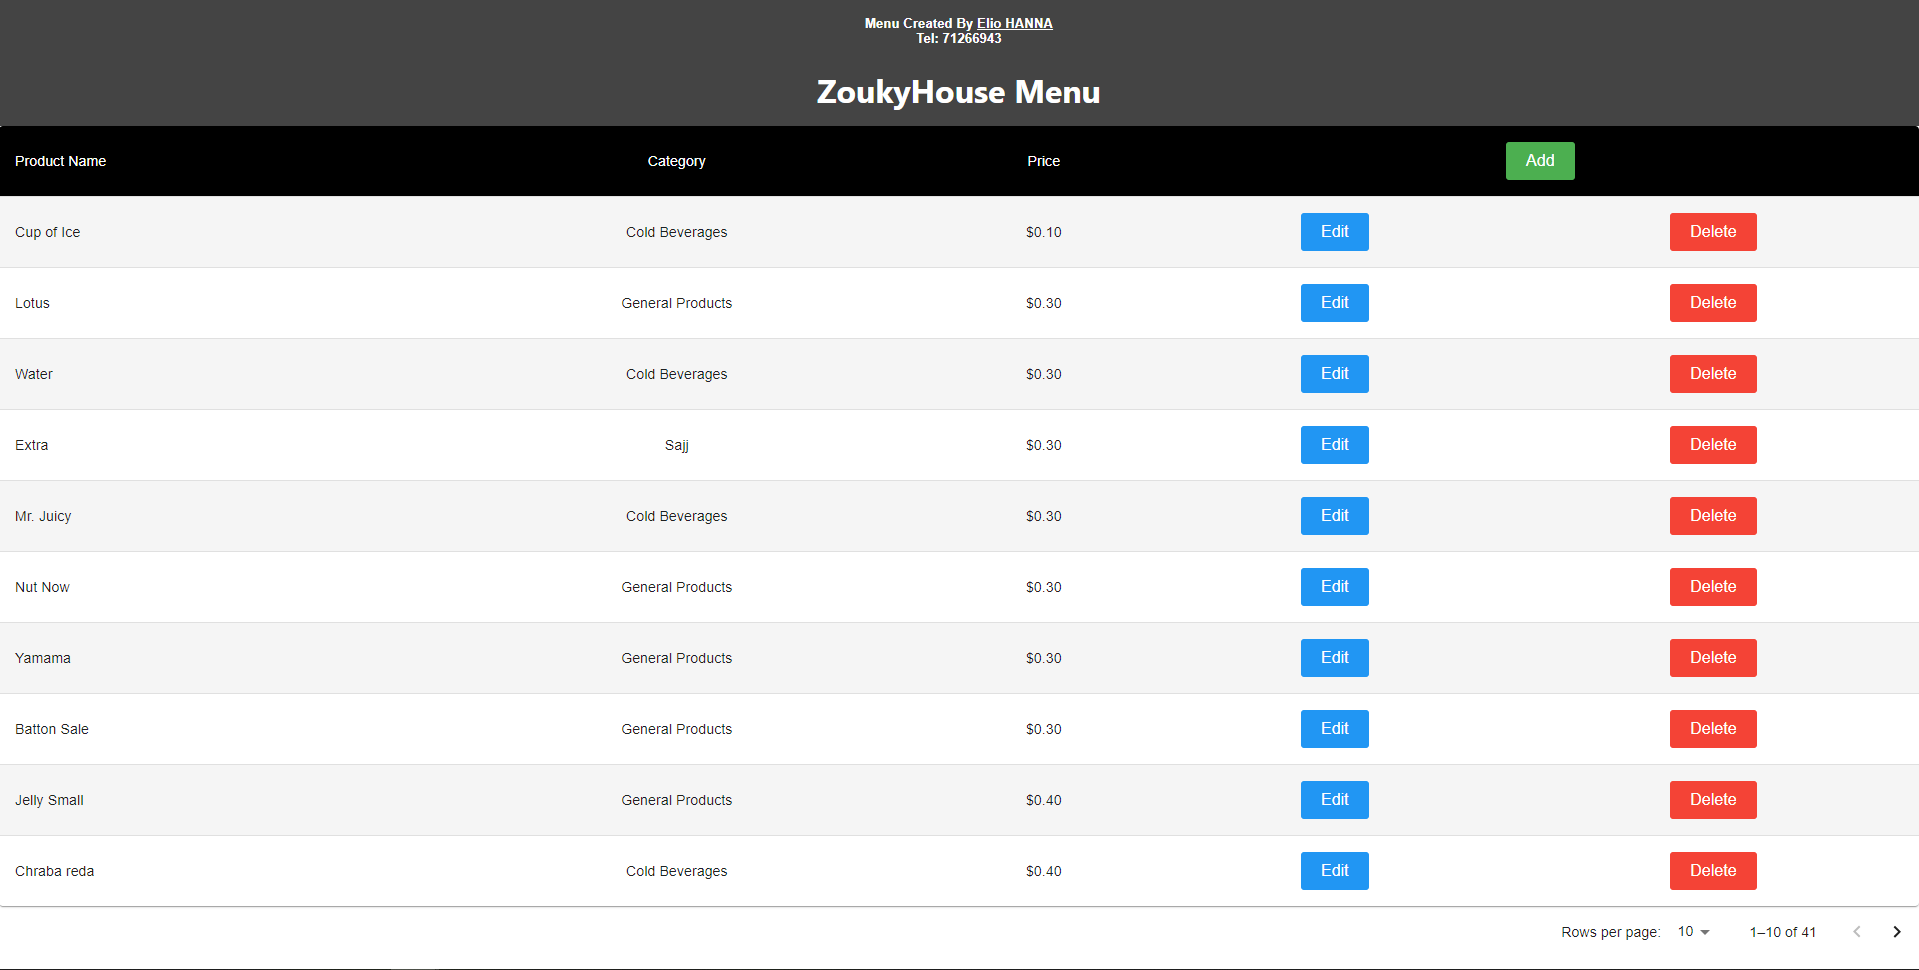 Menu Created By Elio HANNA
Tel: 71266943
ZoukyHouse Menu
Product Name Category Price Add
Cup of Ice Cold Beverages $0.10 Edit Delete
Lotus General Products $0.30 Edit Delete
Water Cold Beverages $0.30 Edit Delete
Extra Sajj $0.30 Edit Delete
Mr. Juicy Cold Beverages $0.30 Edit Delete
Nut Now General Products $0.30 Edit Delete
Yamama General Products $0.30 Edit Delete
Batton Sale General Products $0.30 Edit Delete
Jelly Small General Products $0.40 Edit Delete
Chraba reda Cold Beverages $0.40 Edit Delete
Rows per page: 10 1–10 of 41